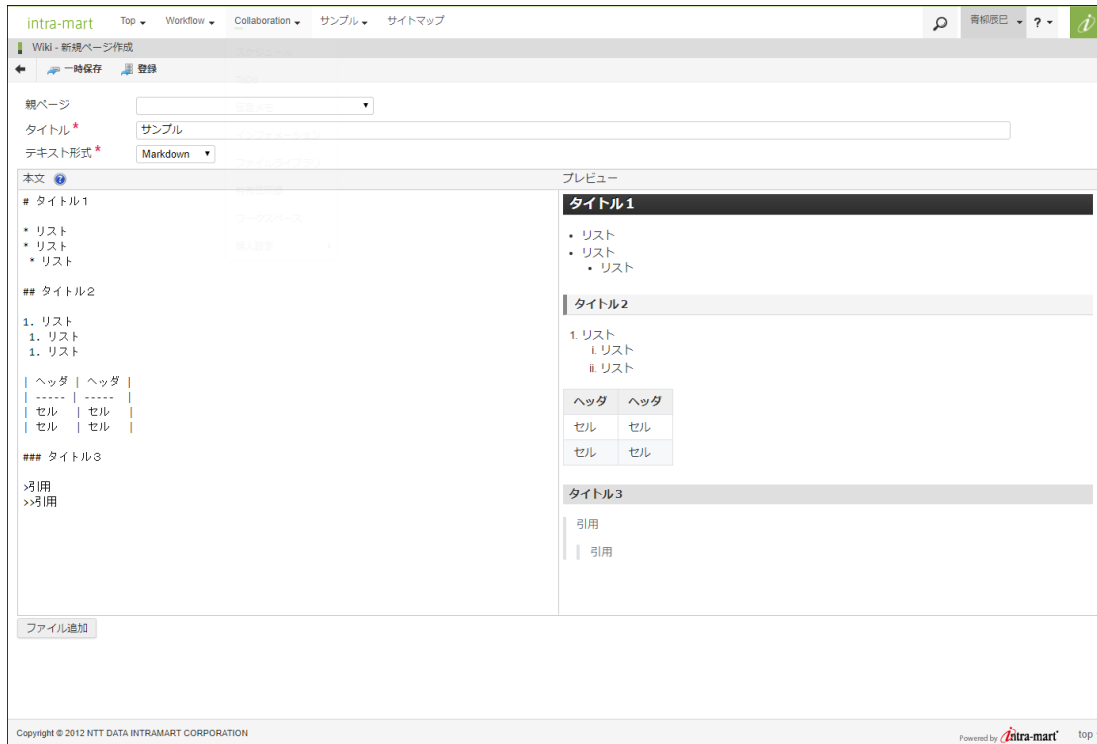 intra-mart Top Workflow Collaboration サンプル サイトマップ 青柳辰巳 ?
Wiki - 新規ページ作成
一時保存 登録
親ページ
タイトル* サンプル
テキスト形式* Markdown
本文 ? プレビュー
# タイトル１
* リスト
* リスト
* リスト
## タイトル２
1. リスト
1. リスト
1. リスト
| ヘッダ | ヘッダ |
| ----- | ----- |
| セル | セル |
| セル | セル |
### タイトル３
>引用
>>引用
タイトル１
• リスト
• リスト
• リスト
タイトル２
1. リスト
i. リスト
ii. リスト
ヘッダ ヘッダ
セル セル
セル セル
タイトル３
引用
引用
ファイル追加
Copyright © 2012 NTT DATA INTRAMART CORPORATION
Powered by intra-mart top